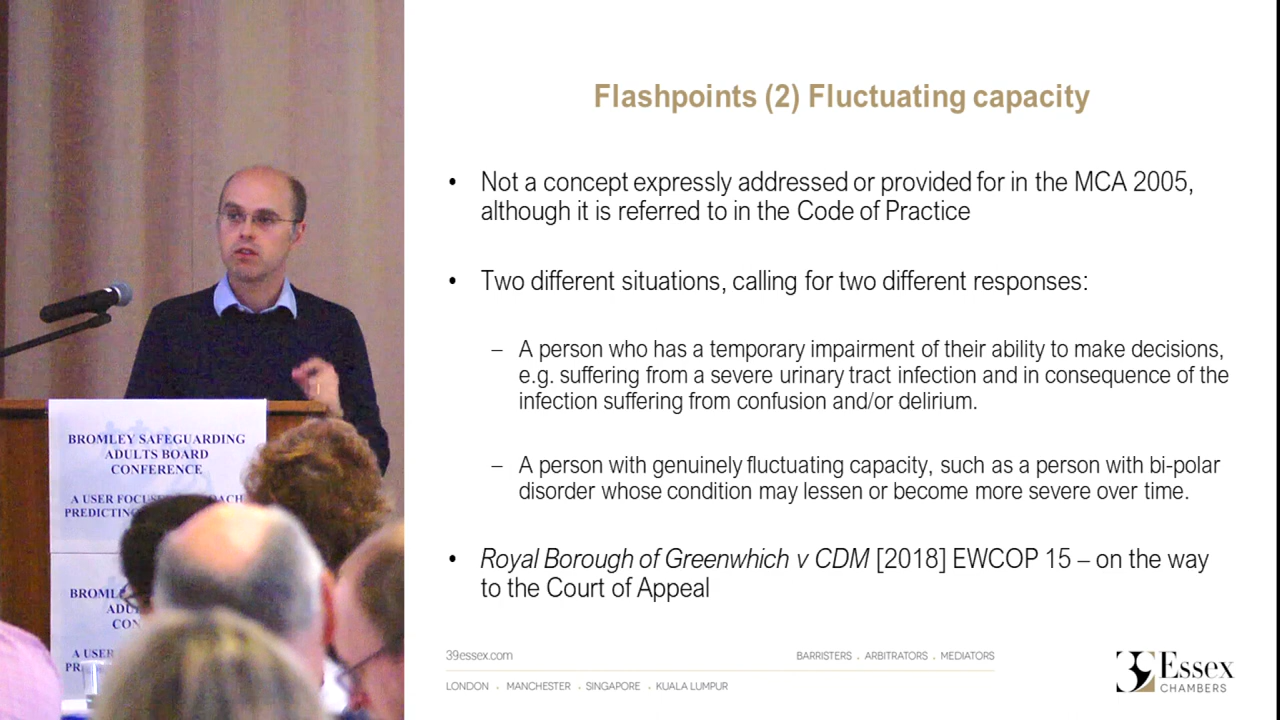 BROMLEY SAFEGUARDING
ADULTS BOARD
CONFERENCE
A USER
PREDICTING
ADU
CON
A USER
Flashpoints (2) Fluctuating capacity
• Not a concept expressly addressed or provided for in the MCA 2005,
although it is referred to in the Code of Practice
• Two different situations, calling for two different responses:
– A person who has a temporary impairment of their ability to make decisions,
e.g. suffering from a severe urinary tract infection and in consequence of the
infection suffering from confusion and/or delirium.
– A person with genuinely fluctuating capacity, such as a person with bi-polar
disorder whose condition may lessen or become more severe over time.
• Royal Borough of Greenwhich v CDM [2018] EWCOP 15 – on the way
to the Court of Appeal
39essex.com
BARRISTERS . ARBITRATORS . MEDIATORS
LONDON . MANCHESTER . SINGAPORE . KUALA LUMPUR
39 Essex
CHAMBERS